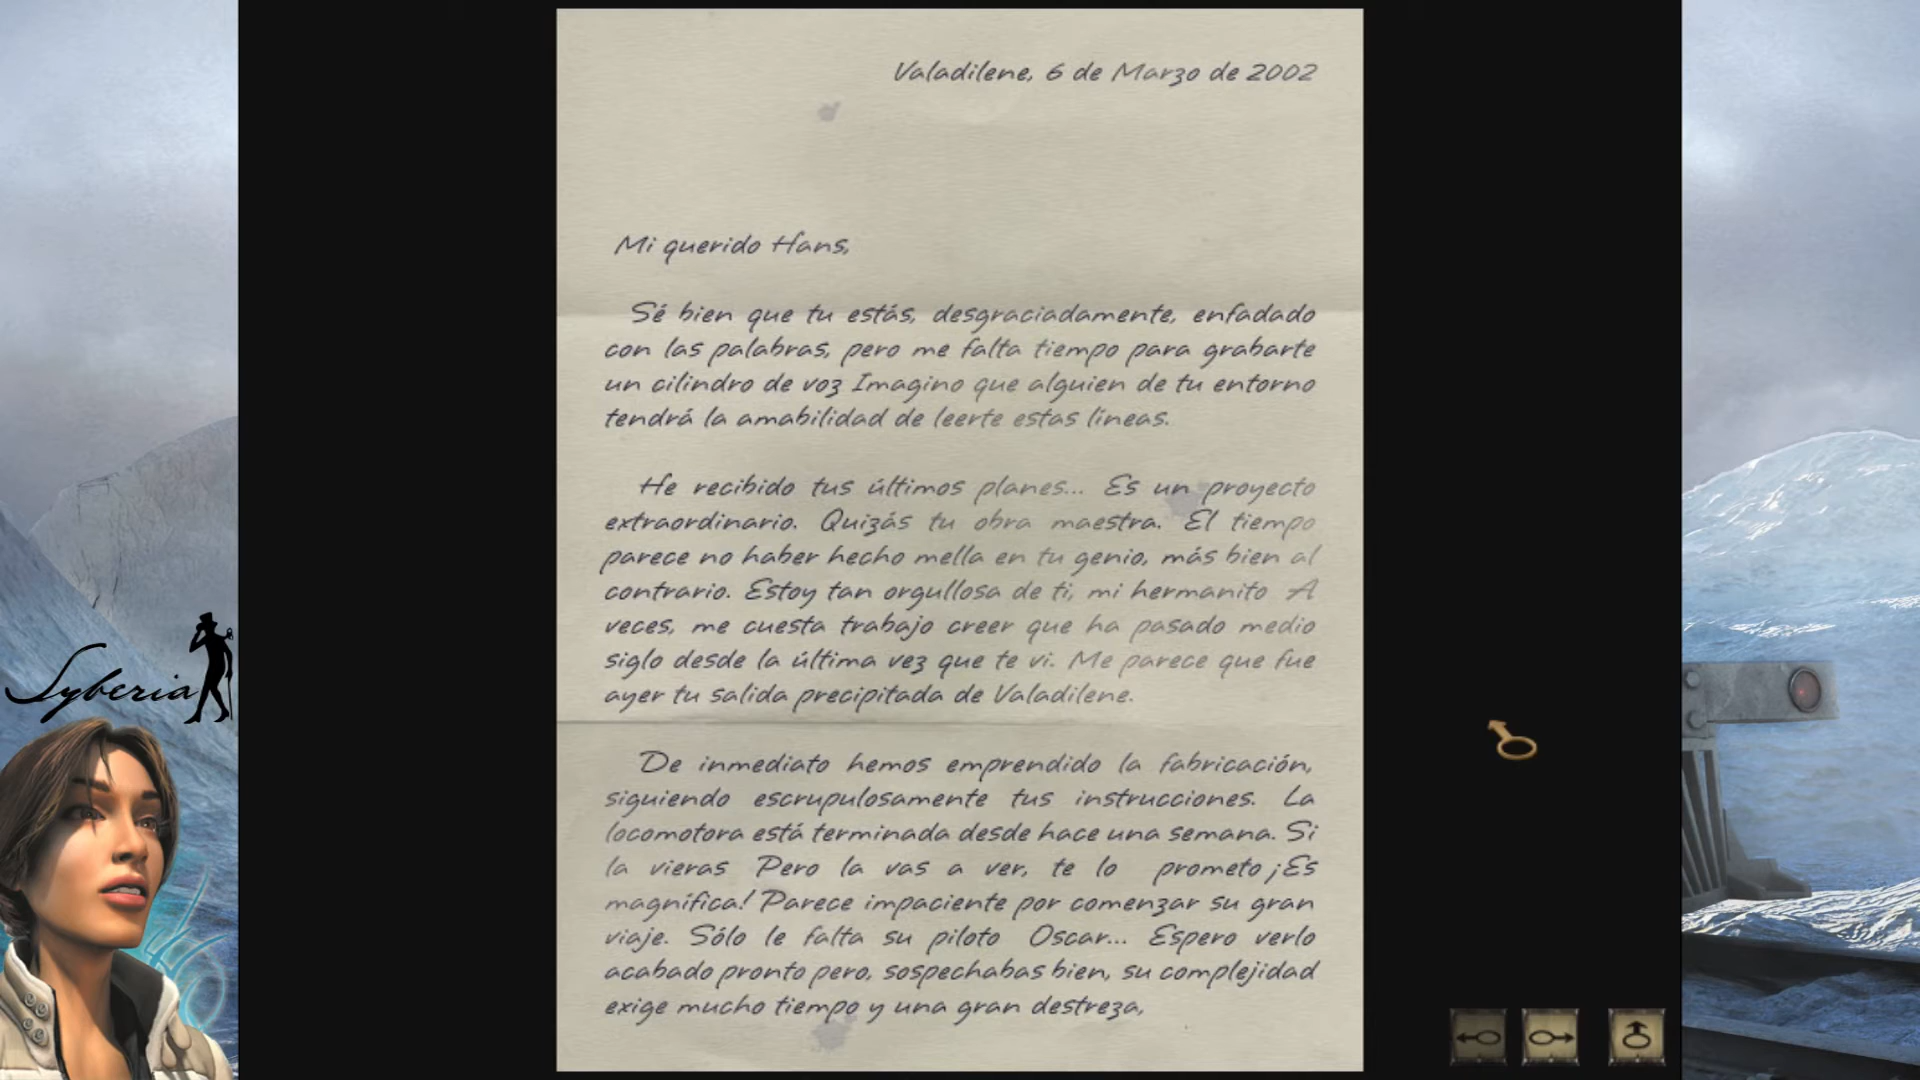 Valadilene, 6 de Marzo de 2002
Mi querido Hans,
Sé bien que tu estás, desgraciadamente, enfadado
con las palabras, pero me falta tiempo para grabarte
un cilindro de voz Imagino que alguien de tu entorno
tendrá la amabilidad de leerte estas líneas.
He recibido tus últimos planes... Es un proyecto
extraordinario. Quizás tu obra maestra. El tiempo
parece no haber hecho mella en tu genio, más bien al
contrario. Estoy tan orgullosa de ti, mi hermanito A
veces, me cuesta trabajo creer que ha pasado medio
siglo desde la última vez que te vi. Me parece que fue
ayer tu salida precipitada de Valadilene.
De inmediato hemos emprendido la fabricación,
siguiendo escrupulosamente tus instrucciones. La
locomotora está terminada desde hace una semana. Si
la vieras Pero la vas a ver, te lo prometo ¡Es
magnífica! Parece impaciente por comenzar su gran
viaje. Sólo le falta su piloto Oscar... Espero verlo
acabado pronto pero, sospechabas bien, su complejidad
exige mucho tiempo y una gran destreza,
Syberia